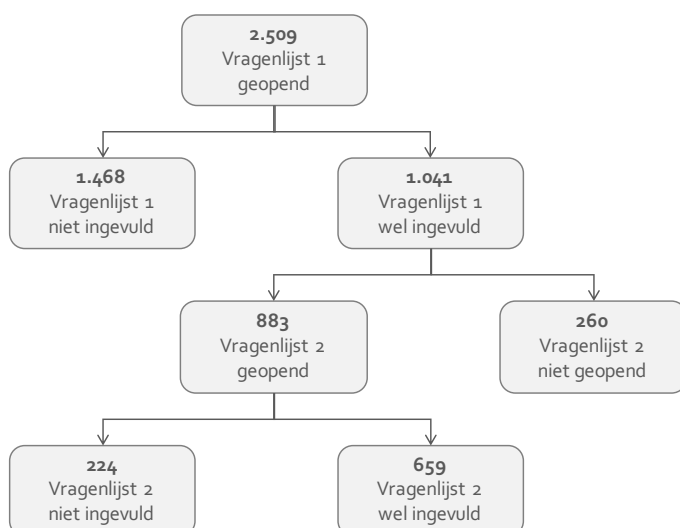 2.509
Vragenlijst 1
geopend
1.468
Vragenlijst 1
niet ingevuld
1.041
Vragenlijst 1
wel ingevuld
883
Vragenlijst 2
geopend
260
Vragenlijst 2
niet geopend
224
Vragenlijst 2
niet ingevuld
659
Vragenlijst 2
wel ingevuld